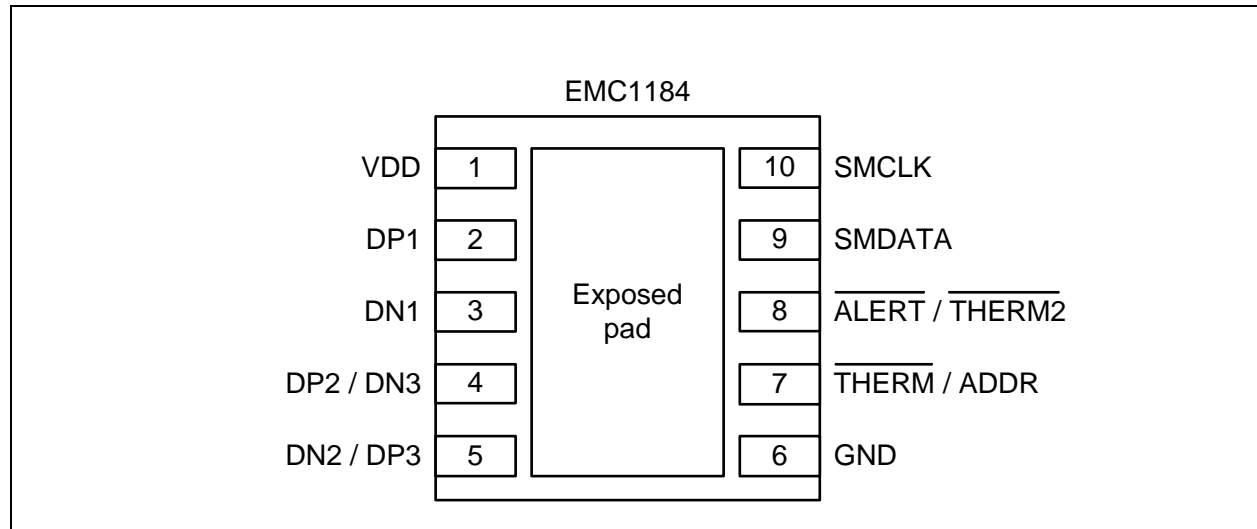 EMC1184
VDD 1
DP1 2
DN1 3
DP2 / DN3 4
DN2 / DP3 5
Exposed
pad
10 SMCLK
9 SMDATA
8 ALERT / THERM2
7 THERM / ADDR
6 GND